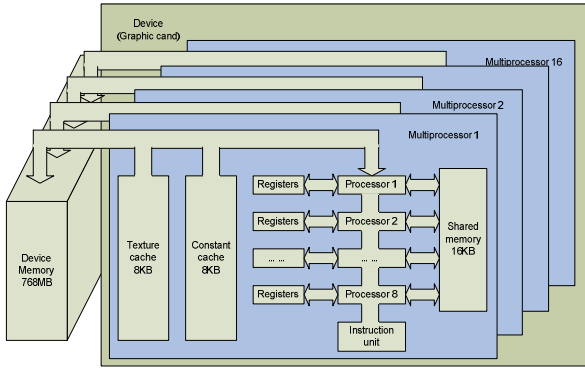 Device
(Graphic cand)
Multiprocessor 16
Multiprocessor 2
Multiprocessor 1
Registers
Processor 1
Registers
Processor 2
... ...
... ...
Registers
Processor 8
Instruction
unit
Shared
memory
16KB
Texture
cache
8KB
Constant
cache
8KB
Device
Memory
768MB